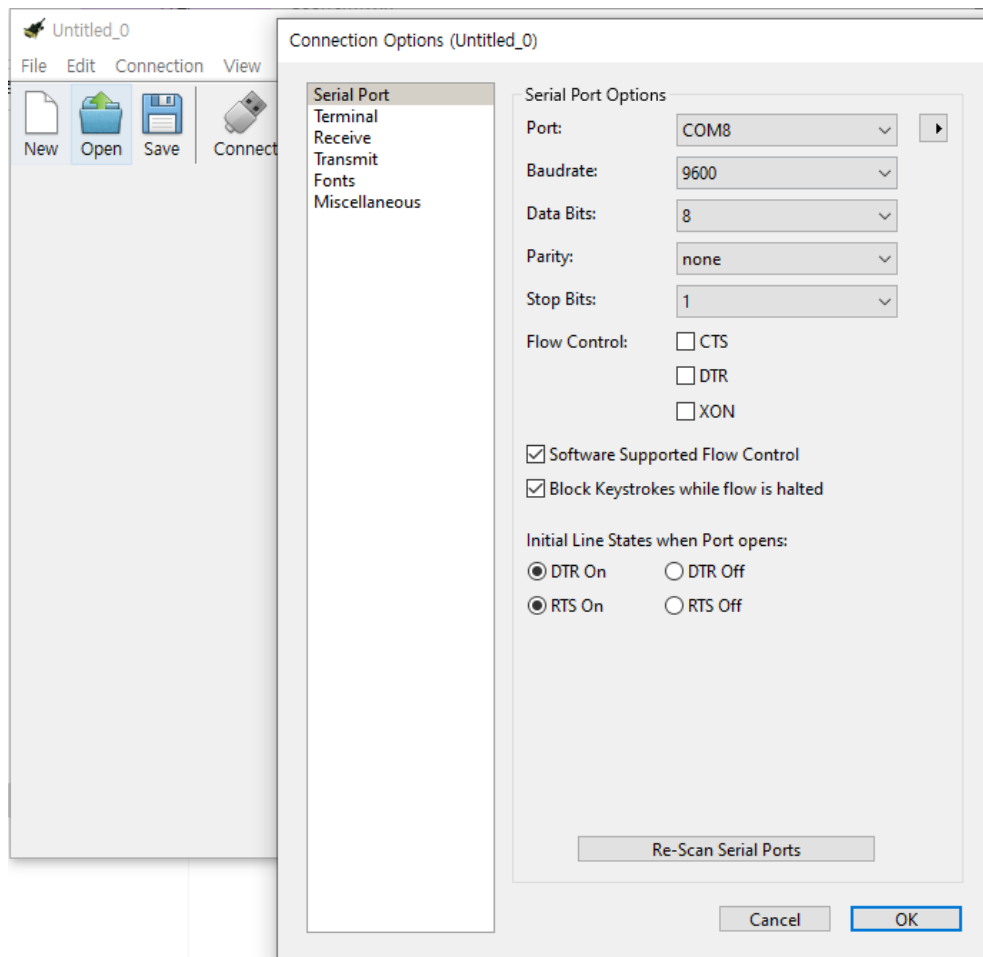 Untitled_0
File Edit Connection View
New Open Save Connect
Connection Options (Untitled_0)
Serial Port
Terminal
Receive
Transmit
Fonts
Miscellaneous
Serial Port Options
Port: COM8
Baudrate: 9600
Data Bits: 8
Parity: none
Stop Bits: 1
Flow Control: CTS
DTR
XON
Software Supported Flow Control
Block Keystrokes while flow is halted
Initial Line States when Port opens:
DTR On DTR Off
RTS On RTS Off
Re-Scan Serial Ports
Cancel OK